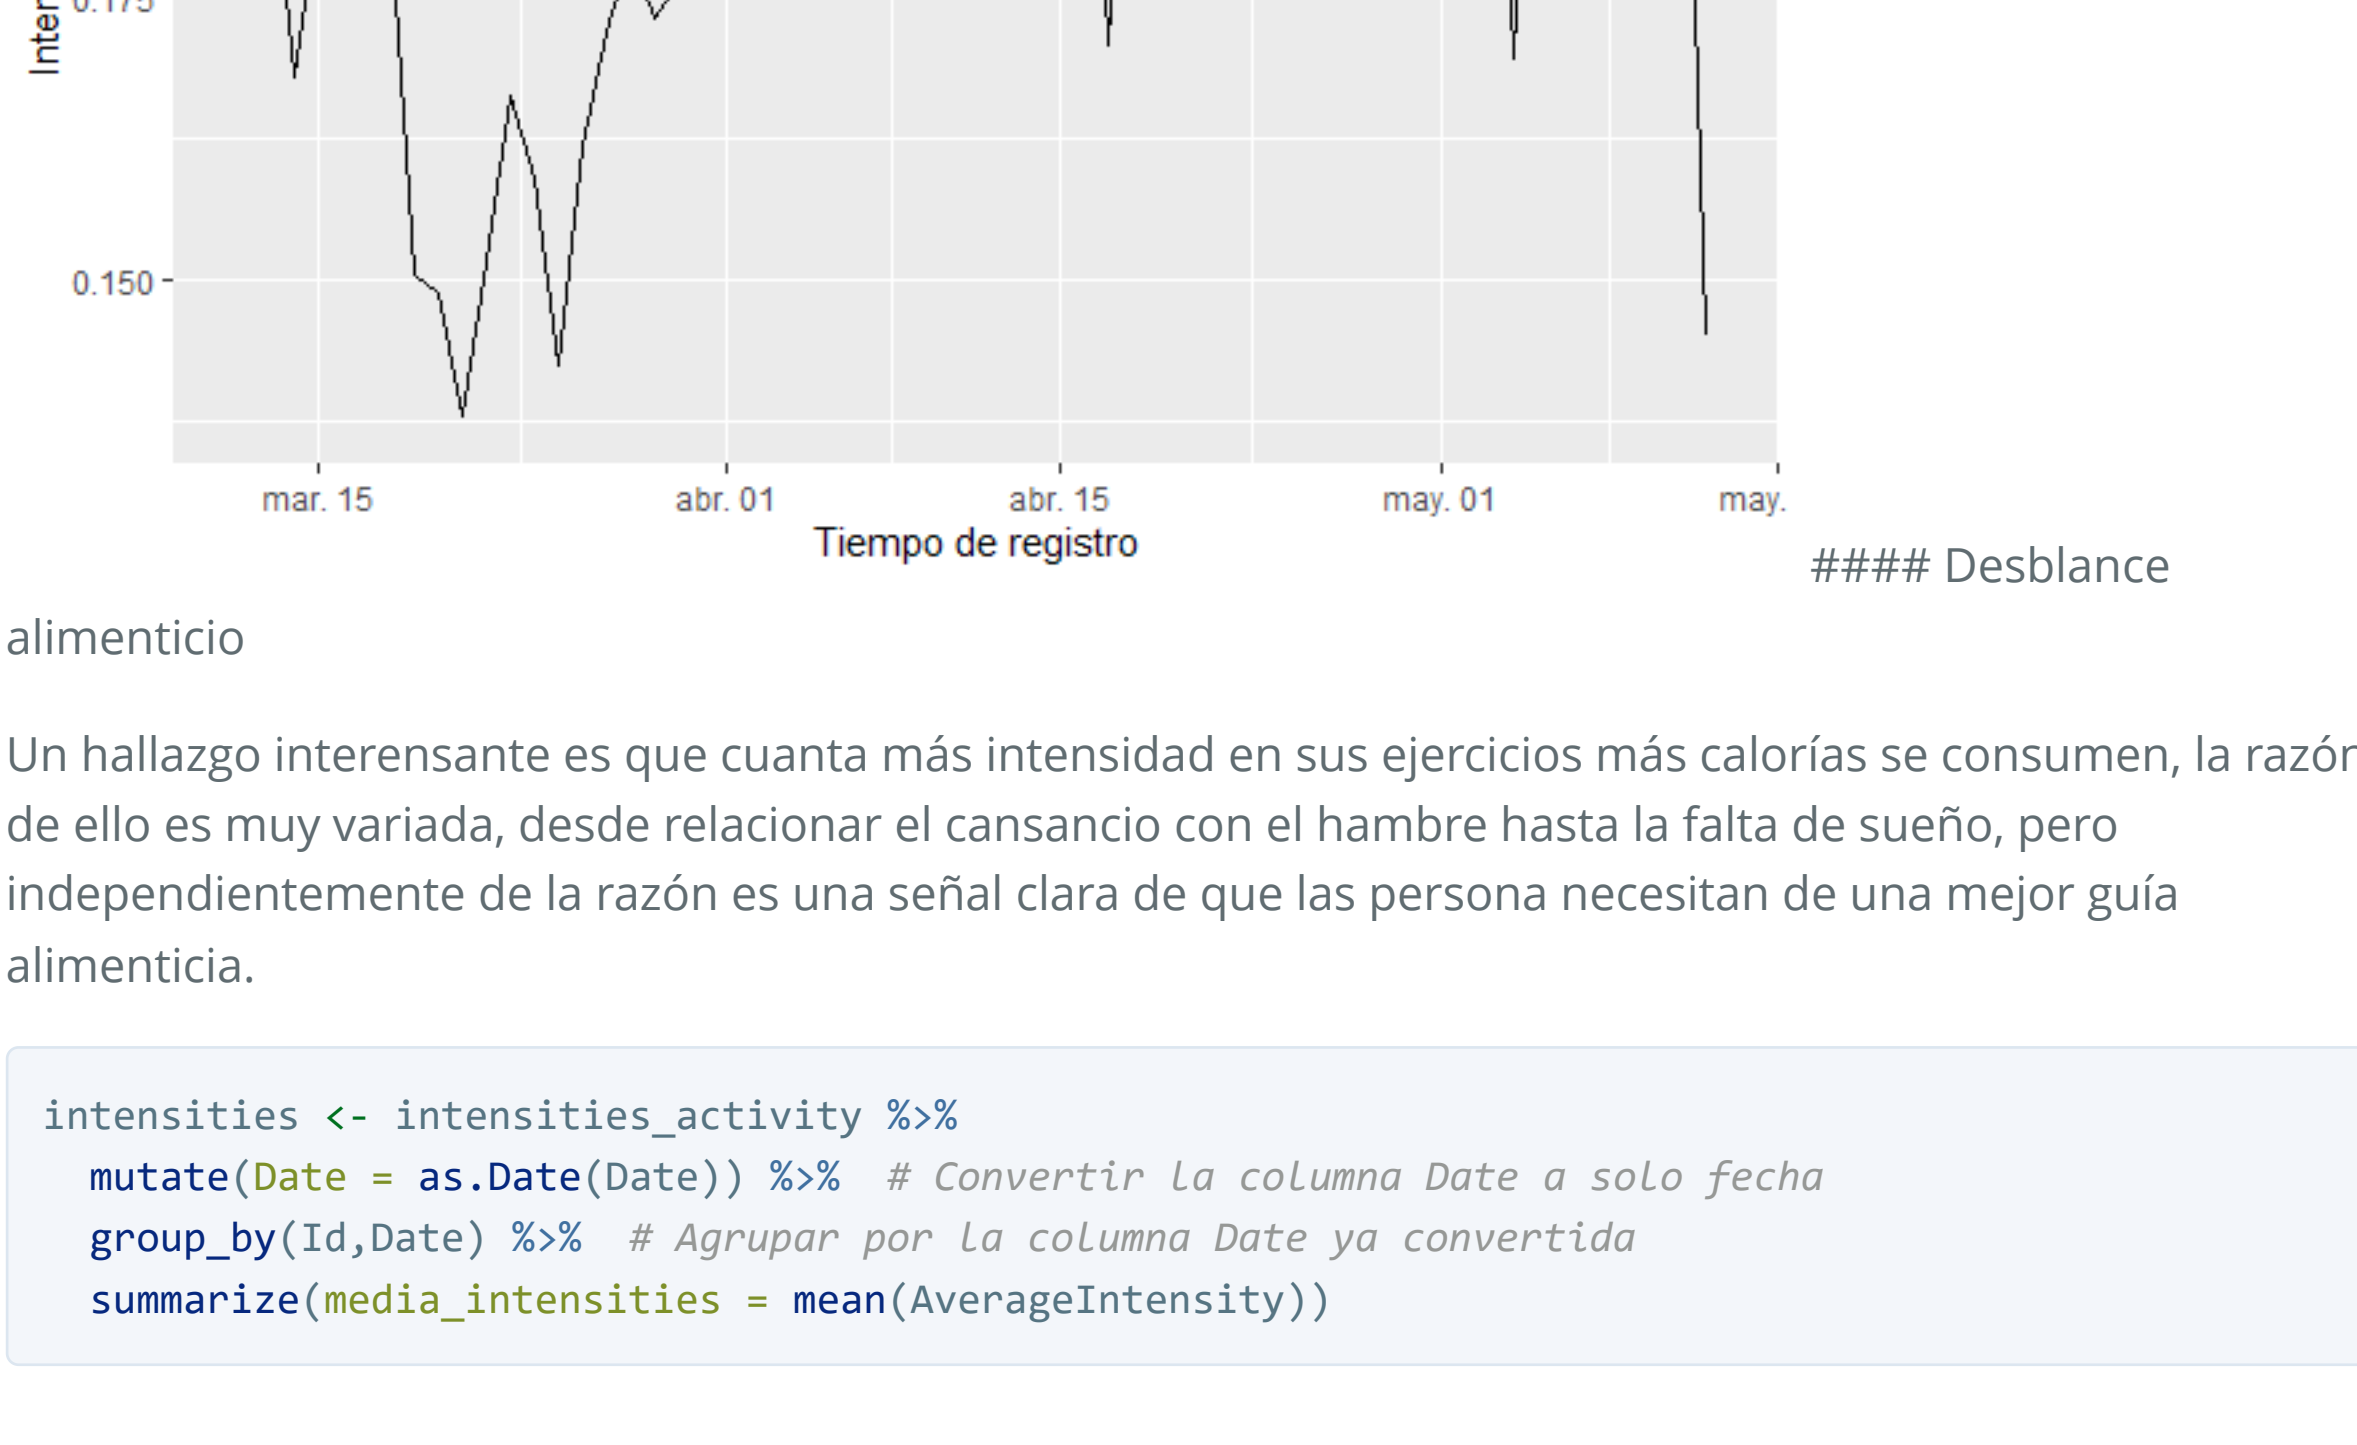 0.175
0.150
mar. 15 abr. 01 abr. 15 may. 01 may.
Tiempo de registro
#### Desblance
alimenticio
Un hallazgo interesante es que cuanta más intensidad en sus ejercicios más calorías se consumen, la razón
de ello es muy variada, desde relacionar el cansancio con el hambre hasta la falta de sueño, pero
independientemente de la razón es una señal clara de que las persona necesitan de una mejor guía
alimenticia.
intensities <- intensities_activity %>%
  mutate(Date = as.Date(Date)) %>%  # Convertir la columna Date a solo fecha
  group_by(Id,Date) %>%  # Agrupar por la columna Date ya convertida
  summarize(media_intensities = mean(AverageIntensity))